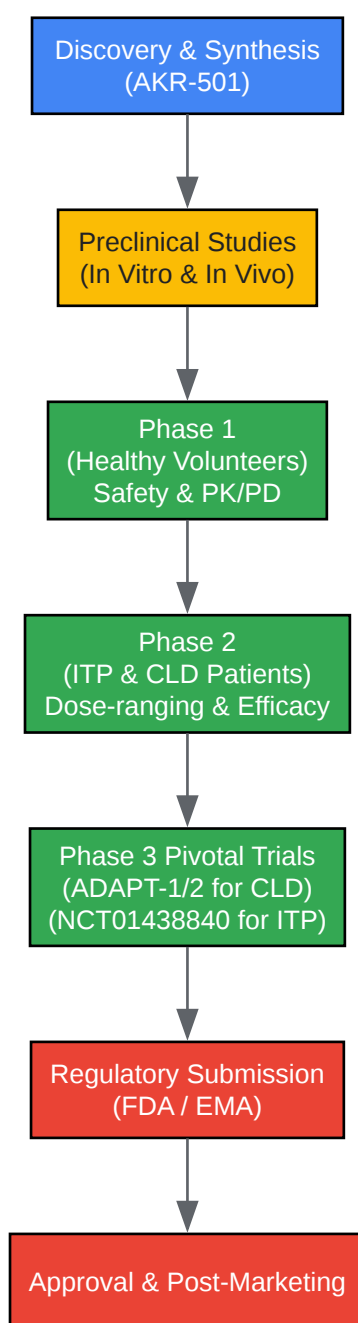 Discovery & Synthesis
(AKR-501)
Preclinical Studies
(In Vitro & In Vivo)
Phase 1
(Healthy Volunteers)
Safety & PK/PD
Phase 2
(ITP & CLD Patients)
Dose-ranging & Efficacy
Phase 3 Pivotal Trials
(ADAPT-1/2 for CLD)
(NCT01438840 for ITP)
Regulatory Submission
(FDA / EMA)
Approval & Post-Marketing